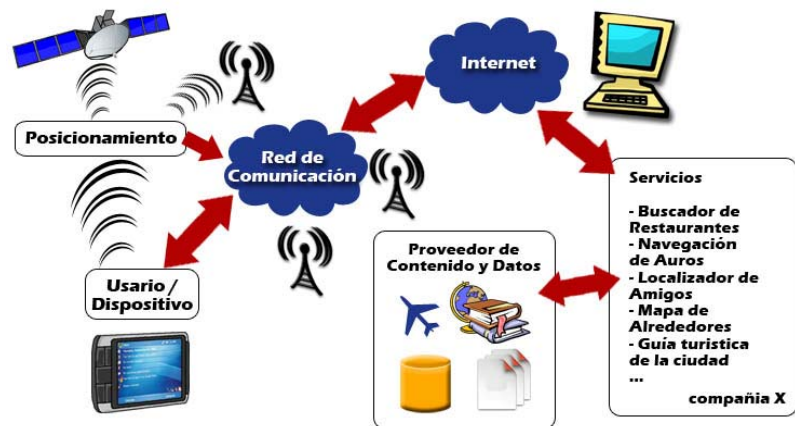 Internet
Posicionamiento
Red de
Comunicación
Usario /
Dispositivo
Proveedor de
Contenido y Datos
Servicios
- Buscador de
Restaurantes
- Navegación
de Auros
- Localizador de
Amigos
- Mapa de
Alrededores
- Guía turistica
de la ciudad
...
compañia X